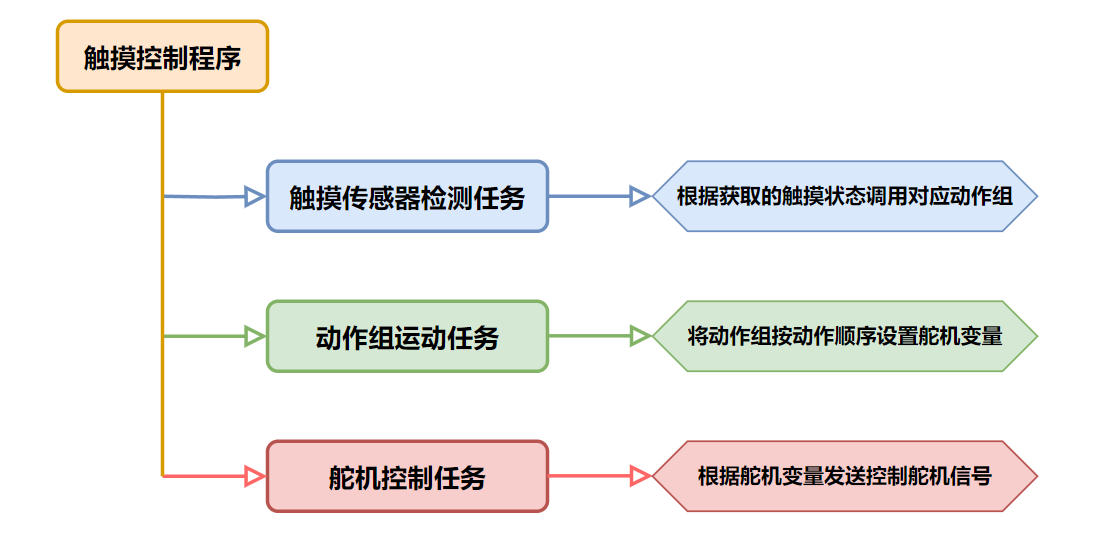 触摸控制程序
触摸传感器检测任务
根据获取的触摸状态调用对应动作组
动作组运动任务
将动作组按动作顺序设置舵机变量
舵机控制任务
根据舵机变量发送控制舵机信号